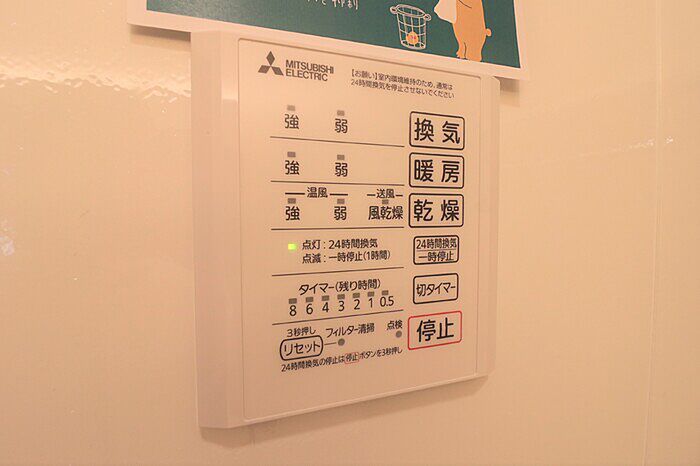 MITSUBISHI
ELECTRIC
【お願い】室内環境維持のため、通常は
24時間換気を停止させないでください
強 弱 換気
強 弱 暖房
温風 送風
強 弱 風乾燥 乾燥
点灯：24時間換気
点滅：一時停止(1時間)
24時間換気
一時停止
タイマー(残り時間)
8 6 4 3 2 1 0.5
切タイマー
3秒押し
リセット フィルター清掃 点検
停止
24時間換気の停止は停止ボタンを3秒押し